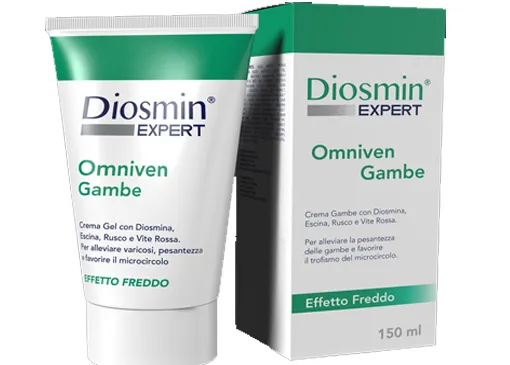 Diosmin®
EXPERT
Omniven
Gambe
Crema Gel con Diosmina,
Escina, Rusco e Vite Rossa.
Per alleviare varicosi, pesantezza
e favorire il microcircolo
EFFETTO FREDDO
Diosmin®
EXPERT
Omniven
Gambe
Crema Gambe con Diosmina,
Escina, Rusco e Vite Rossa.
Per alleviare la pesantezza
delle gambe e favorire
il trofismo del microcircolo.
Effetto Freddo
150 ml